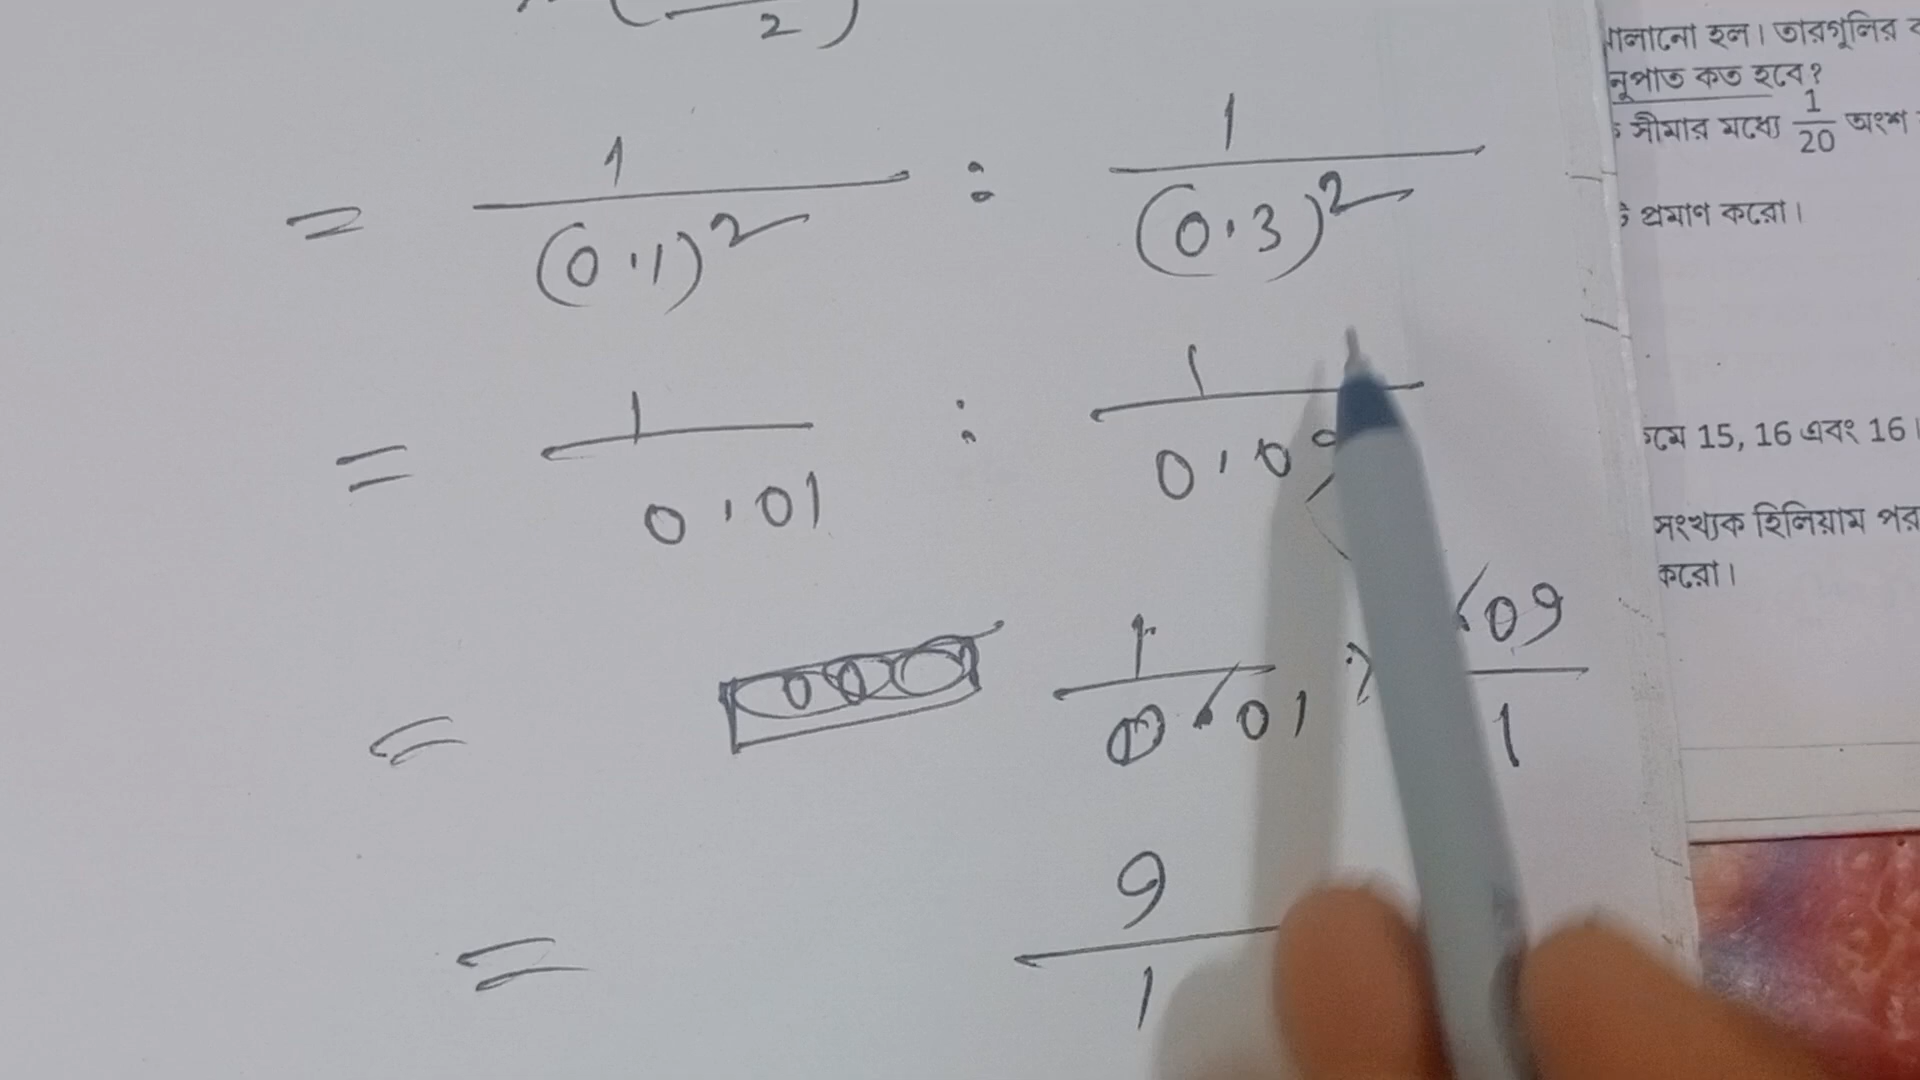 2)
= 1/(0.1)² : 1/(0.3)²
= 1/0.01 : 1/0.09
= 1/0.01 × .09/1
= 9/1
হল। তারগুলির
কত হবে?
সীমার মধ্যে 1/20 অংশ
প্রমাণ করো।
15, 16 এবং 16।
সংখ্যক হিলিয়াম
করো।